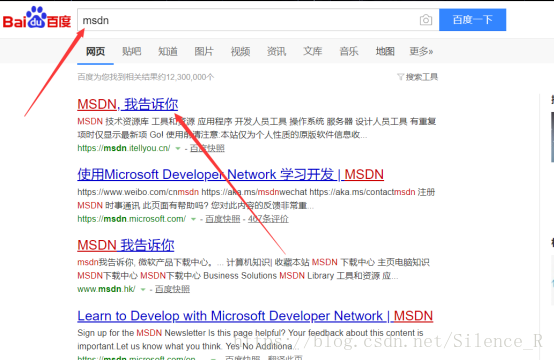 Bai du 百度 msdn 百度一下
网页 贴吧 知道 图片 视频 资讯 文库 音乐 地图 更多»
百度为您找到相关结果约12,300,000个 搜索工具
MSDN, 我告诉你
MSDN 技术资源库 工具和资源 应用程序 开发人员工具 操作系统 服务器 设计人员工具 有重复
项时仅显示最新项 Go! 使用前请注意:本站仅为个人性质的原版软件信息收...
https://msdn.itellyou.cn/ - 百度快照
使用Microsoft Developer Network 学习开发 | MSDN
https://www.weibo.com/cnmsdn https://aka.ms/msdnwechat https://aka.ms/contactmsdn 注册
MSDN 时事通讯 此页面有帮助吗? 您对此内容的反馈非常重...
https://msdn.microsoft.com/ - 百度快照 - 467条评价
MSDN 我告诉你
msdn我告诉你, 微软产品下载中心。... 计算机知识| 收藏本站 MSDN 下载中心 主页电脑知识
MSDN下载中心 MSDN下载中心 Business Solutions MSDN Library 工具和资源 应...
www.msdn.hk/ - 百度快照
Learn to Develop with Microsoft Developer Network | MSDN
Sign up for the MSDN Newsletter Is this page helpful? Your feedback about this content is
important.Let us know what you think. Yes No Additiona...
https://msdn.microsoft.com/en... - 百度快照 - 翻译此页
https://blog.csdn.net/Silence_R